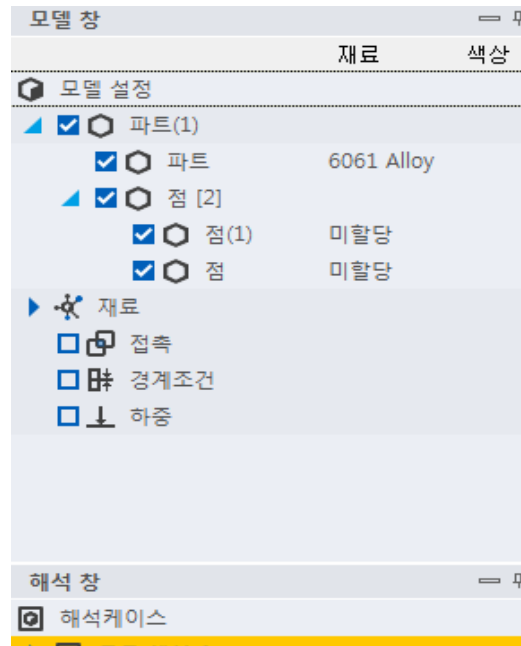 모델 창
재료 색상
모델 설정
파트(1)
파트 6061 Alloy
점 [2]
점(1) 미할당
점 미할당
재료
접촉
경계조건
하중
해석 창
해석케이스